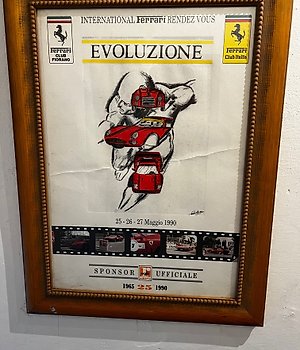 INTERNATIONAL Ferrari RENDEZ VOUS
Ferrari
CLUB
FIORANO
Ferrari
Club Italia
EVOLUZIONE
25 - 26 - 27 Maggio 1990
SPONSOR UFFICIALE
1965 25 1990